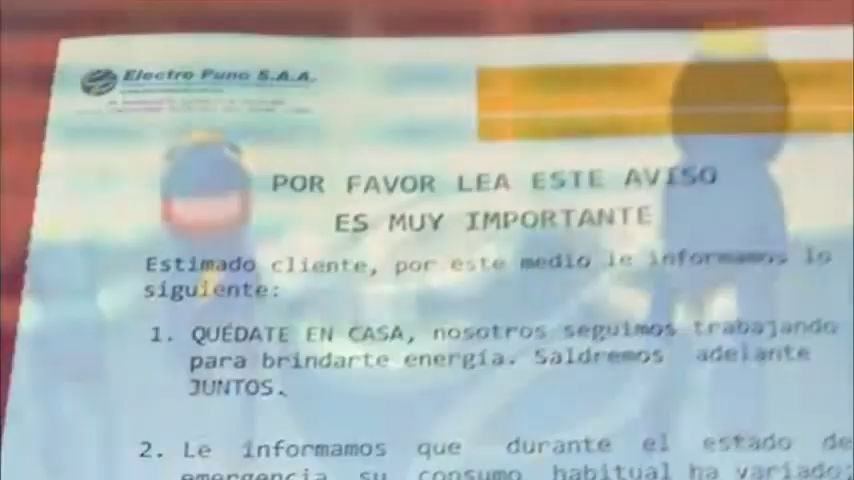 Electro Puno S.A.A.
POR FAVOR LEA ESTE AVISO
ES MUY IMPORTANTE
Estimado cliente, por este medio le informamos lo
siguiente:
1. QUÉDATE EN CASA, nosotros seguimos trabajando
para brindarte energía. Saldremos adelante
JUNTOS.
2. Le informamos que durante el estado de
emergencia su consumo habitual ha variado;